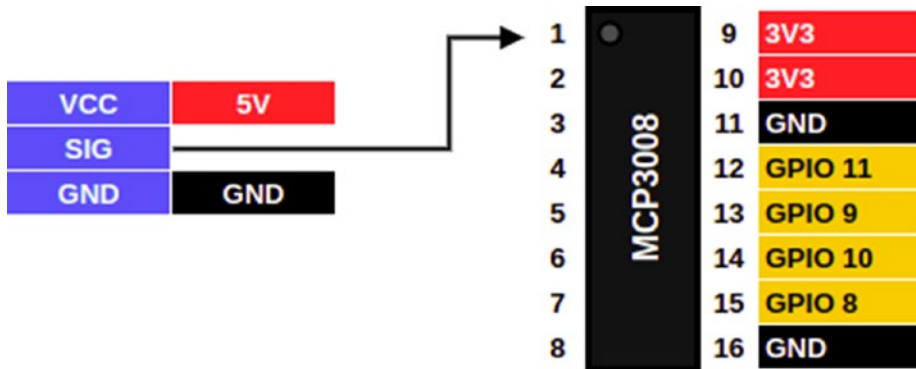 1 9 3V3
2 10 3V3
VCC 5V 3 11 GND
SIG 4 12 GPIO 11
GND GND 5 13 GPIO 9
6 14 GPIO 10
7 15 GPIO 8
8 16 GND
MCP3008